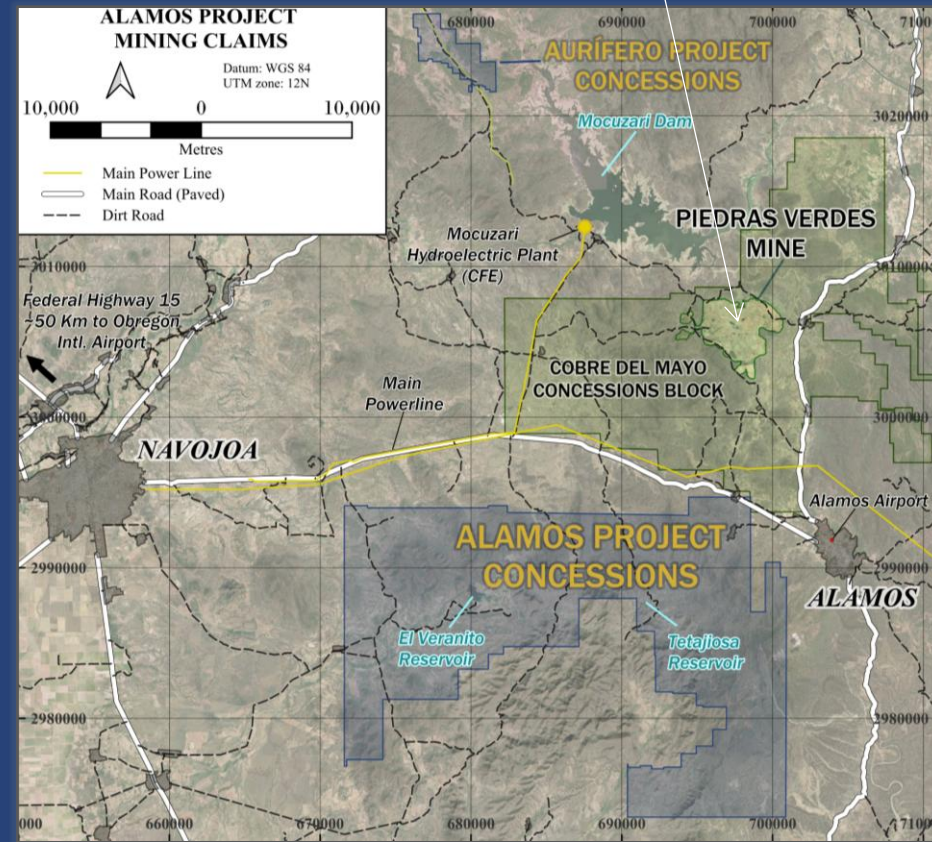 ALAMOS PROJECT
MINING CLAIMS
Datum: WGS 84
UTM zone: 12N
10,000 0 10,000
Metres
Main Power Line
Main Road (Paved)
Dirt Road
680000 690000 700000
AURÍFERO PROJECT
CONCESSIONS
3020000
Mocuzari Dam
PIEDRAS VERDES
MINE
Mocuzari
Hydroelectric Plant
(CFE)
3010000
Federal Highway 15
~50 Km to Obregon
Intl. Airport
COBRE DEL MAYO
CONCESSIONS BLOCK
Main
Powerline
3000000 3000000
NAVOJOA
Alamos Airport
ALAMOS PROJECT
CONCESSIONS
2990000 2990000
ALAMOS
El Veranito
Reservoir
Tetajiosa
Reservoir
2980000 2980000
660000 670000 680000 690000 700000